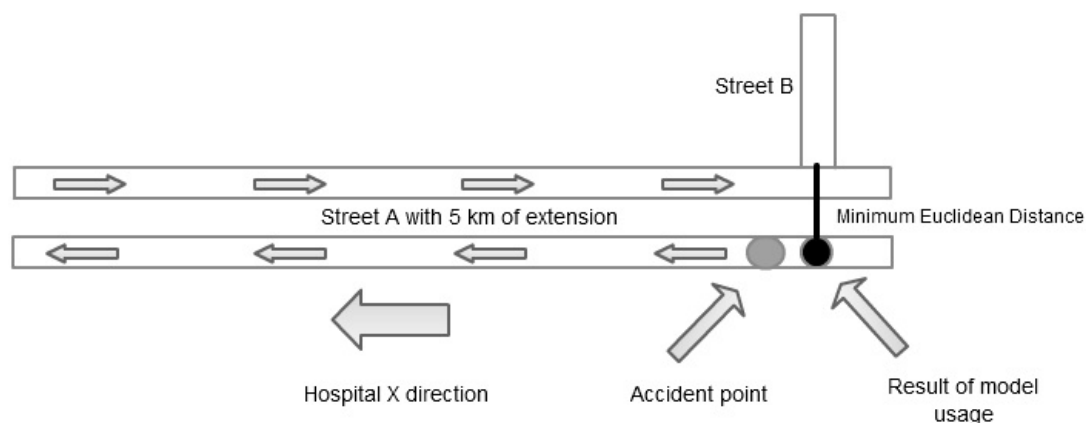 Street B
Street A with 5 km of extension
Minimum Euclidean Distance
Hospital X direction
Accident point
Result of model
usage